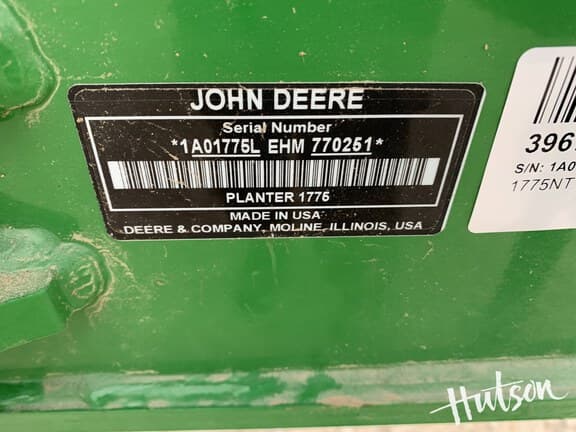 JOHN DEERE
Serial Number
*1A01775L EHM 770251*
PLANTER 1775
MADE IN USA
DEERE & COMPANY, MOLINE, ILLINOIS, USA
396
S/N: 1A0
1775NT
Hutson